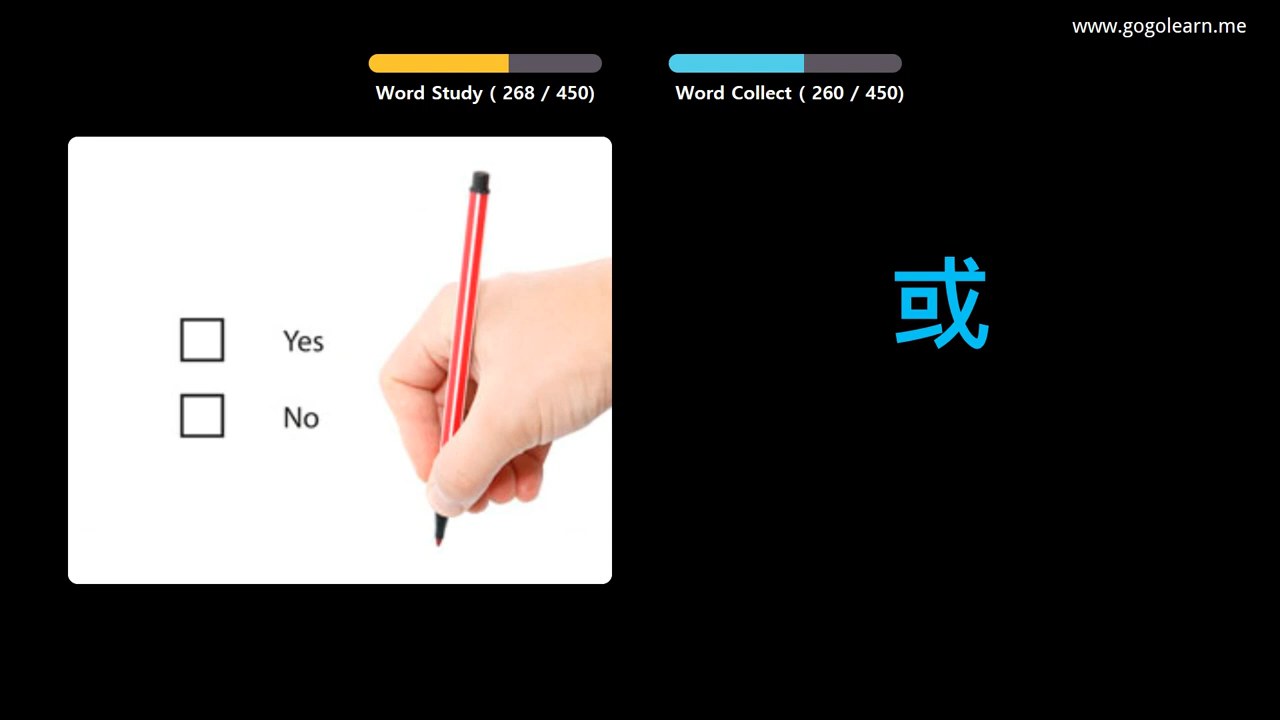 www.gogolearn.me
Word Study ( 268 / 450)
Word Collect ( 260 / 450)
Yes
No
或